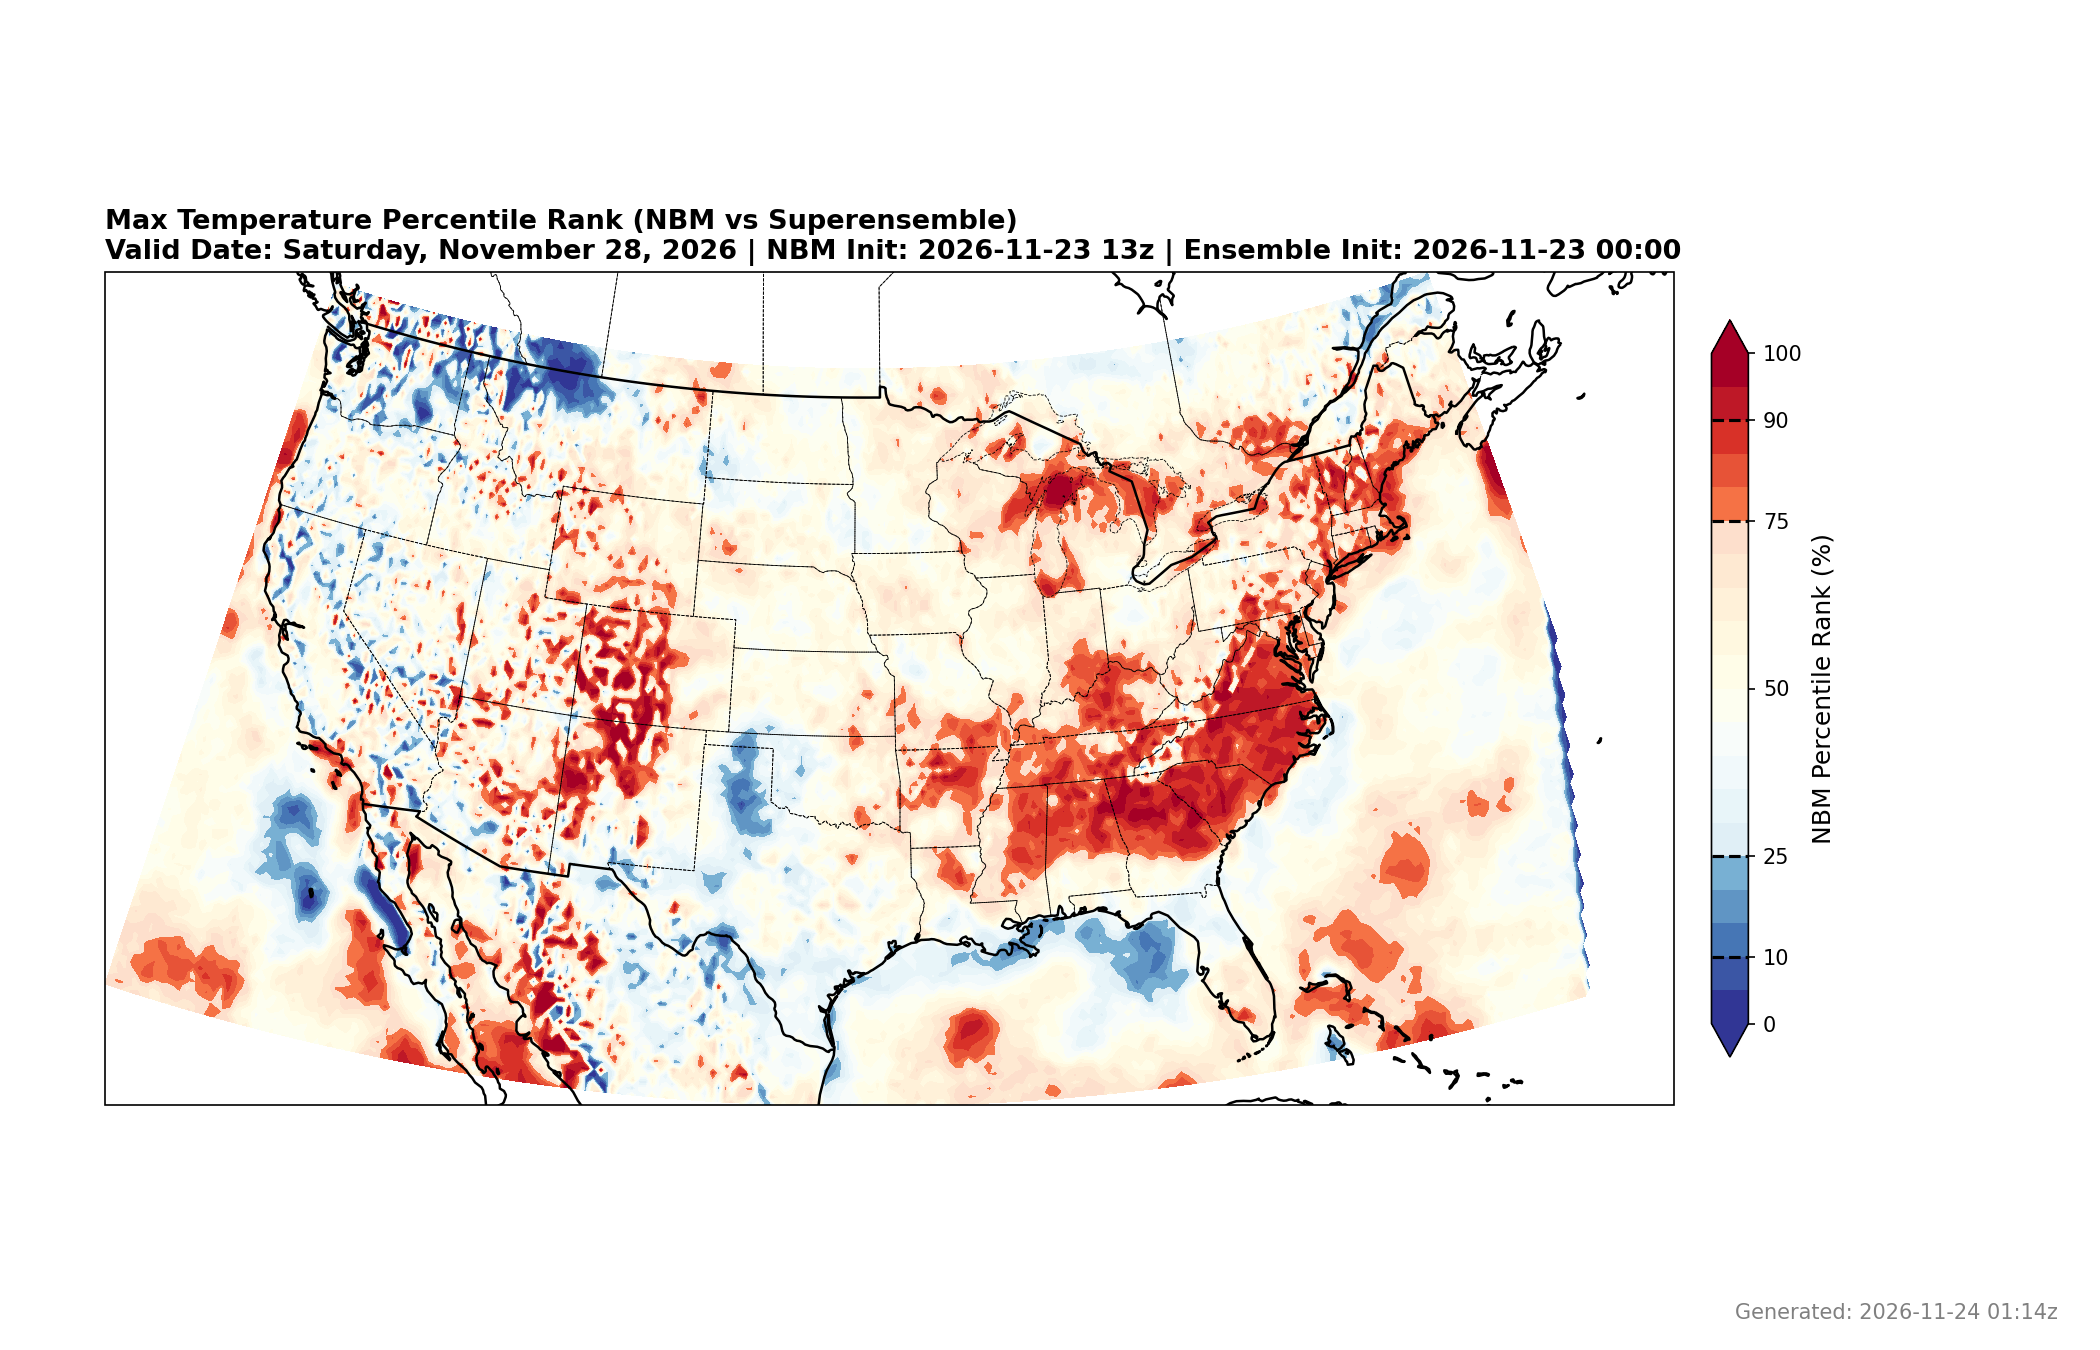 Max Temperature Percentile Rank (NBM vs Superensemble)
Valid Date: Saturday, November 28, 2026 | NBM Init: 2026-11-23 13z | Ensemble Init: 2026-11-23 00:00
100
90
75
50
25
10
0
NBM Percentile Rank (%)
Generated: 2026-11-24 01:14z